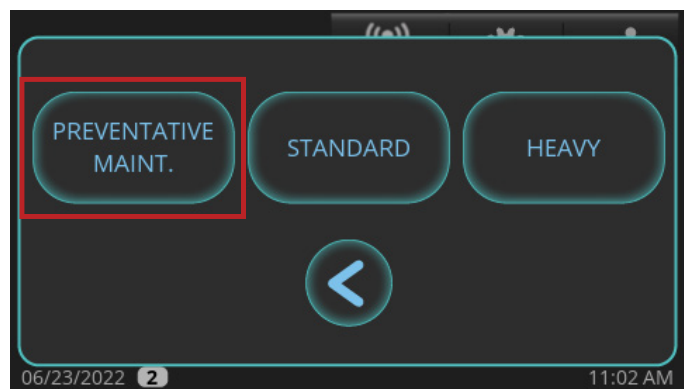 PREVENTATIVE
MAINT.
STANDARD
HEAVY
06/23/2022 2
11:02 AM